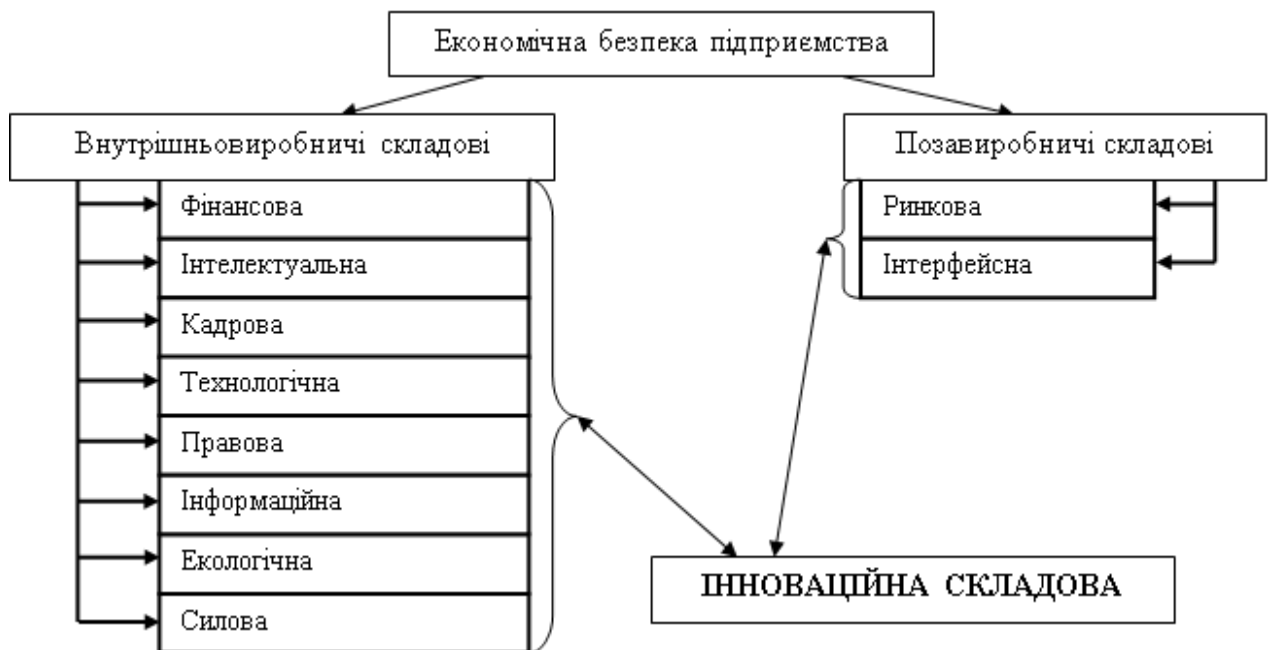 Економічна безпека підприємства
Внутрішньовиробничі складові
Позавиробничі складові
Фінансова
Інтелектуальна
Кадрова
Технологічна
Правова
Інформаційна
Екологічна
Силова
Ринкова
Інтерфейсна
ІННОВАЦІЙНА СКЛАДОВА